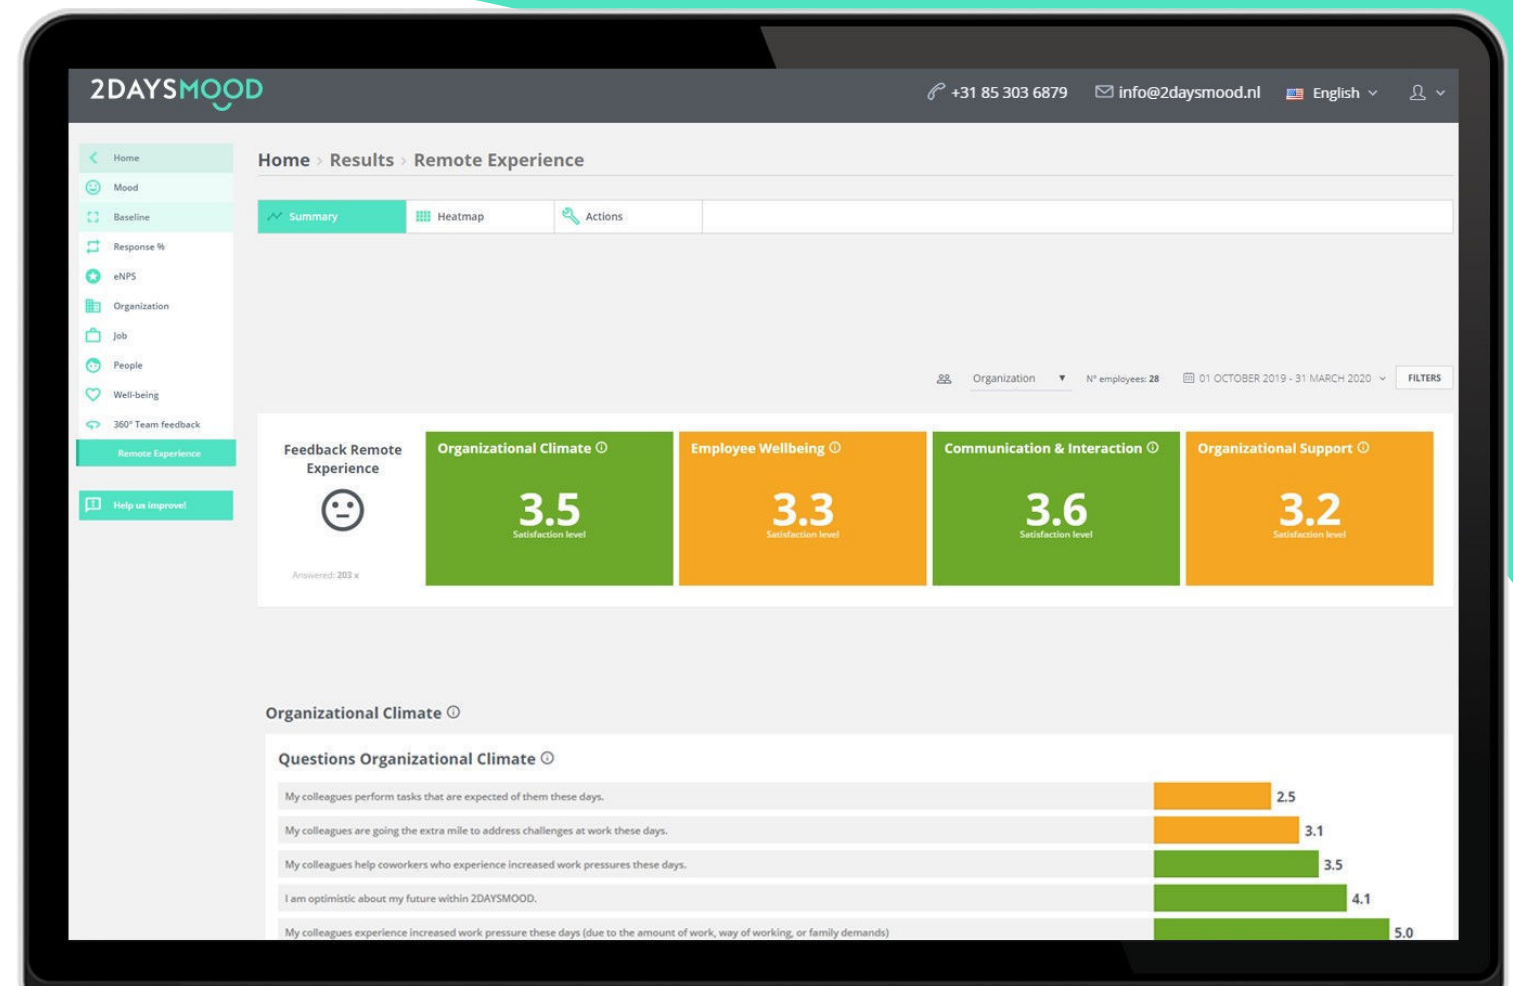 2DAYSMOOD
+31 85 303 6879
info@2daysmood.nl
English
Home
Mood
Baseline
Response %
eNPS
Organization
Job
People
Well-being
360° Team feedback
Remote Experience
Help us improve!
Home › Results › Remote Experience
Summary
Heatmap
Actions
Organization
N° employees: 28
01 OCTOBER 2019 - 31 MARCH 2020
FILTERS
Feedback Remote
Experience
Answered: 203 x
Organizational Climate
3.5
Satisfaction level
Employee Wellbeing
3.3
Satisfaction level
Communication & Interaction
3.6
Satisfaction level
Organizational Support
3.2
Satisfaction level
Organizational Climate
Questions Organizational Climate
My colleagues perform tasks that are expected of them these days. 2.5
My colleagues are going the extra mile to address challenges at work these days. 3.1
My colleagues help coworkers who experience increased work pressures these days. 3.5
I am optimistic about my future within 2DAYSMOOD. 4.1
My colleagues experience increased work pressure these days (due to the amount of work, way of working, or family demands) 5.0